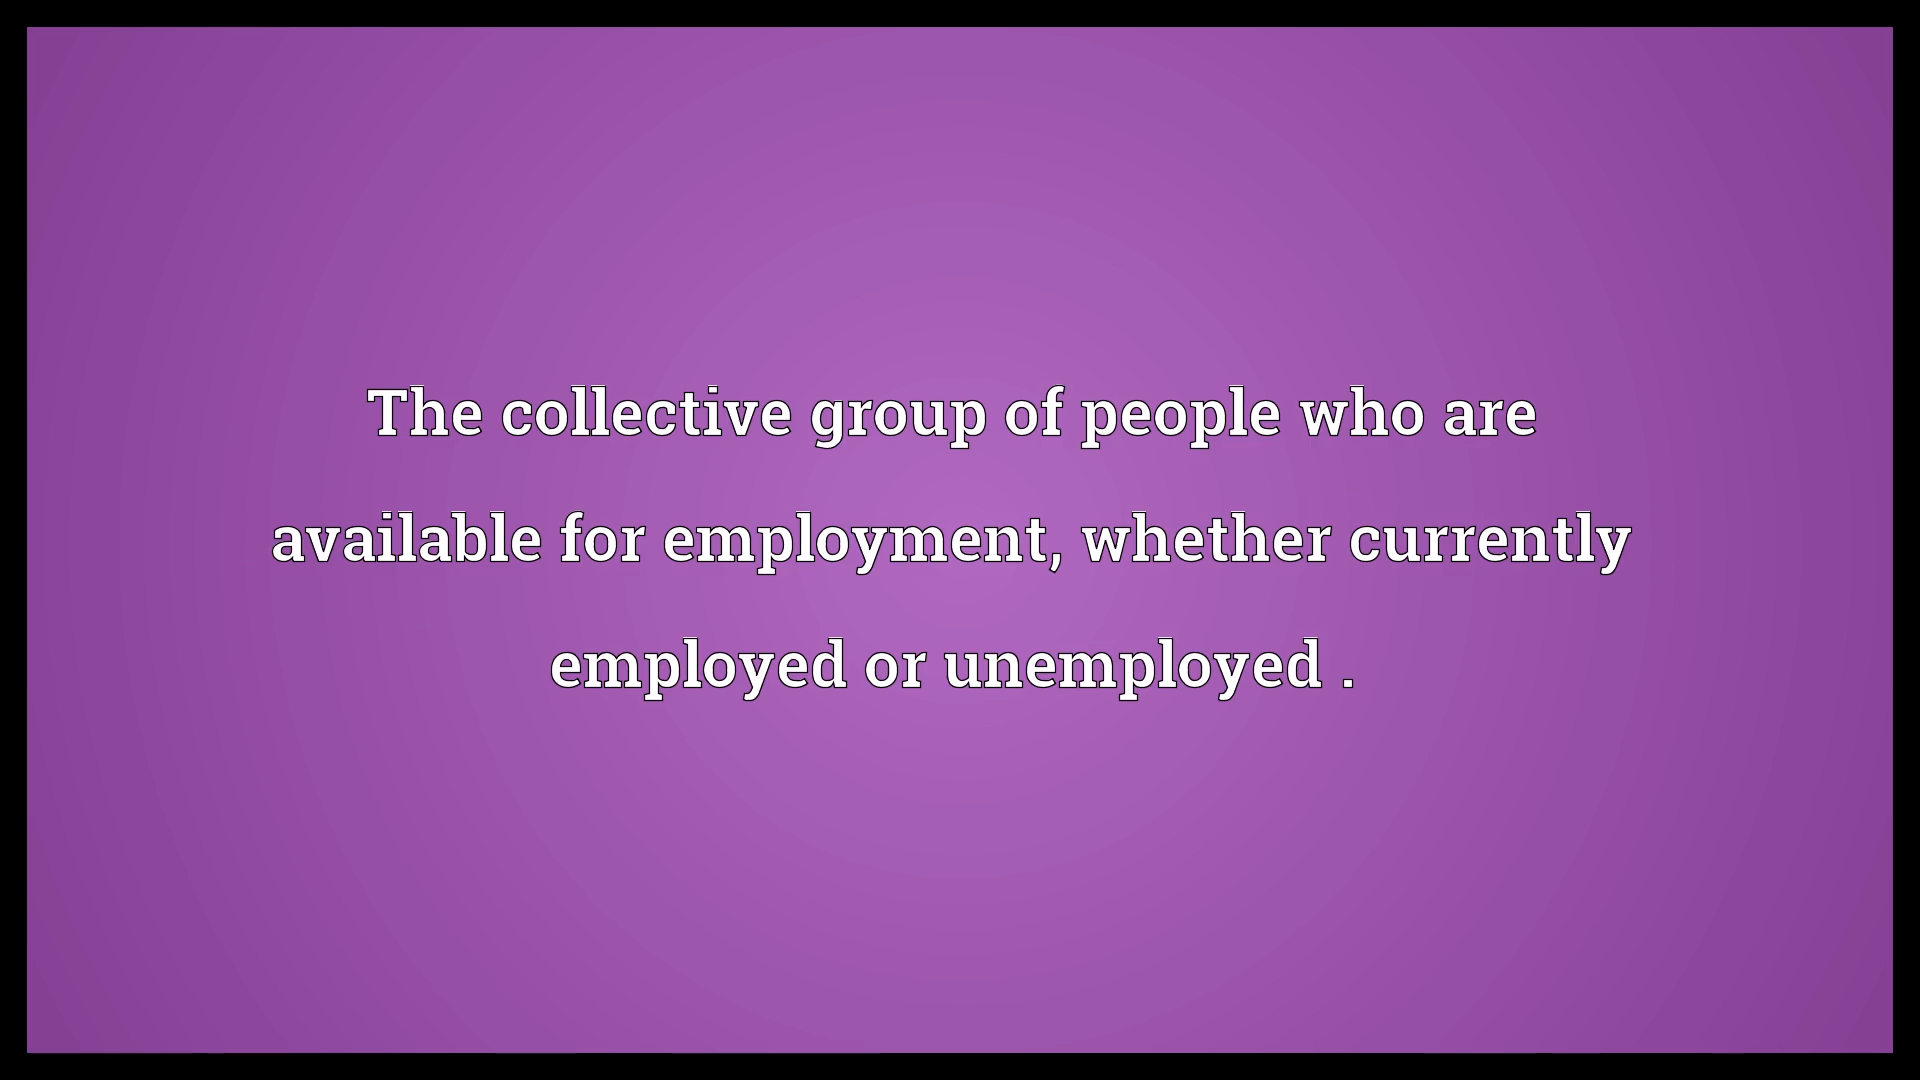 The collective group of people who are
available for employment, whether currently
employed or unemployed .